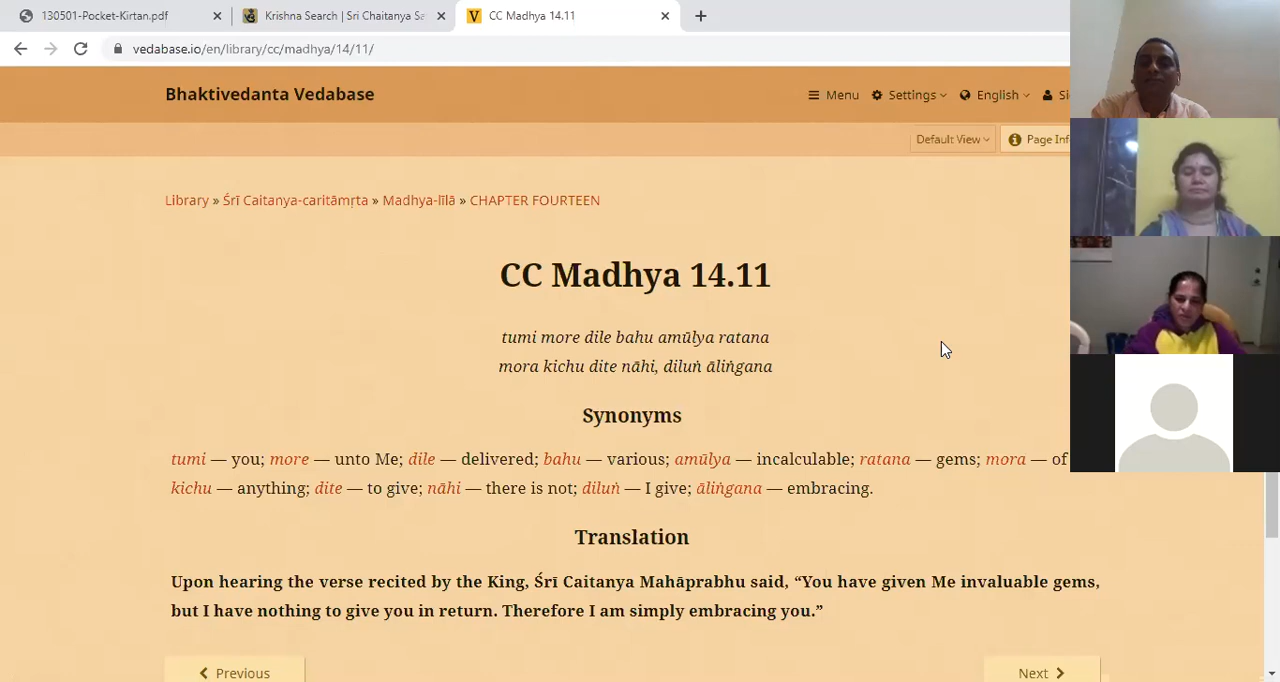 130501-Pocket-Kirtan.pdf
Krishna Search | Sri Chaitanya Sa
CC Madhya 14.11
vedabase.io/en/library/cc/madhya/14/11/
Bhaktivedanta Vedabase
Menu Settings English
Default View Page Inf
Library » Śrī Caitanya-caritāmṛta » Madhya-līlā » CHAPTER FOURTEEN
CC Madhya 14.11
tumi more dile bahu amūlya ratana
mora kichu dite nāhi, diluṅ āliṅgana
Synonyms
tumi — you; more — unto Me; dile — delivered; bahu — various; amūlya — incalculable; ratana — gems; mora — of
kichu — anything; dite — to give; nāhi — there is not; diluṅ — I give; āliṅgana — embracing.
Translation
Upon hearing the verse recited by the King, Śrī Caitanya Mahāprabhu said, “You have given Me invaluable gems,
but I have nothing to give you in return. Therefore I am simply embracing you.”
Previous
Next